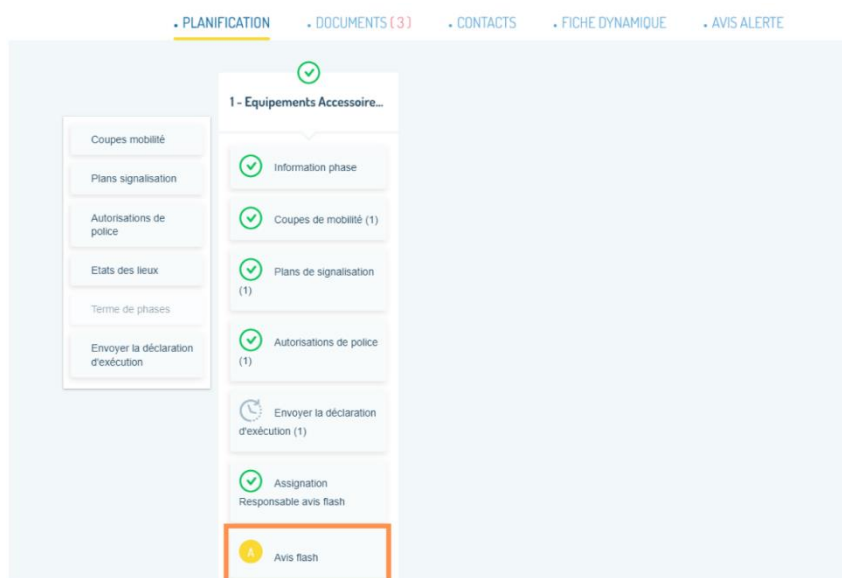 PLANIFICATION
DOCUMENTS (3)
CONTACTS
FICHE DYNAMIQUE
AVIS ALERTE
Coupes mobilité
Plans signalisation
Autorisations de
police
Etats des lieux
Terme de phases
Envoyer la déclaration
d'exécution
1 - Equipements Accessoire...
Information phase
Coupes de mobilité (1)
Plans de signalisation
(1)
Autorisations de police
(1)
Envoyer la déclaration
d'exécution (1)
Assignation
Responsable avis flash
A
Avis flash